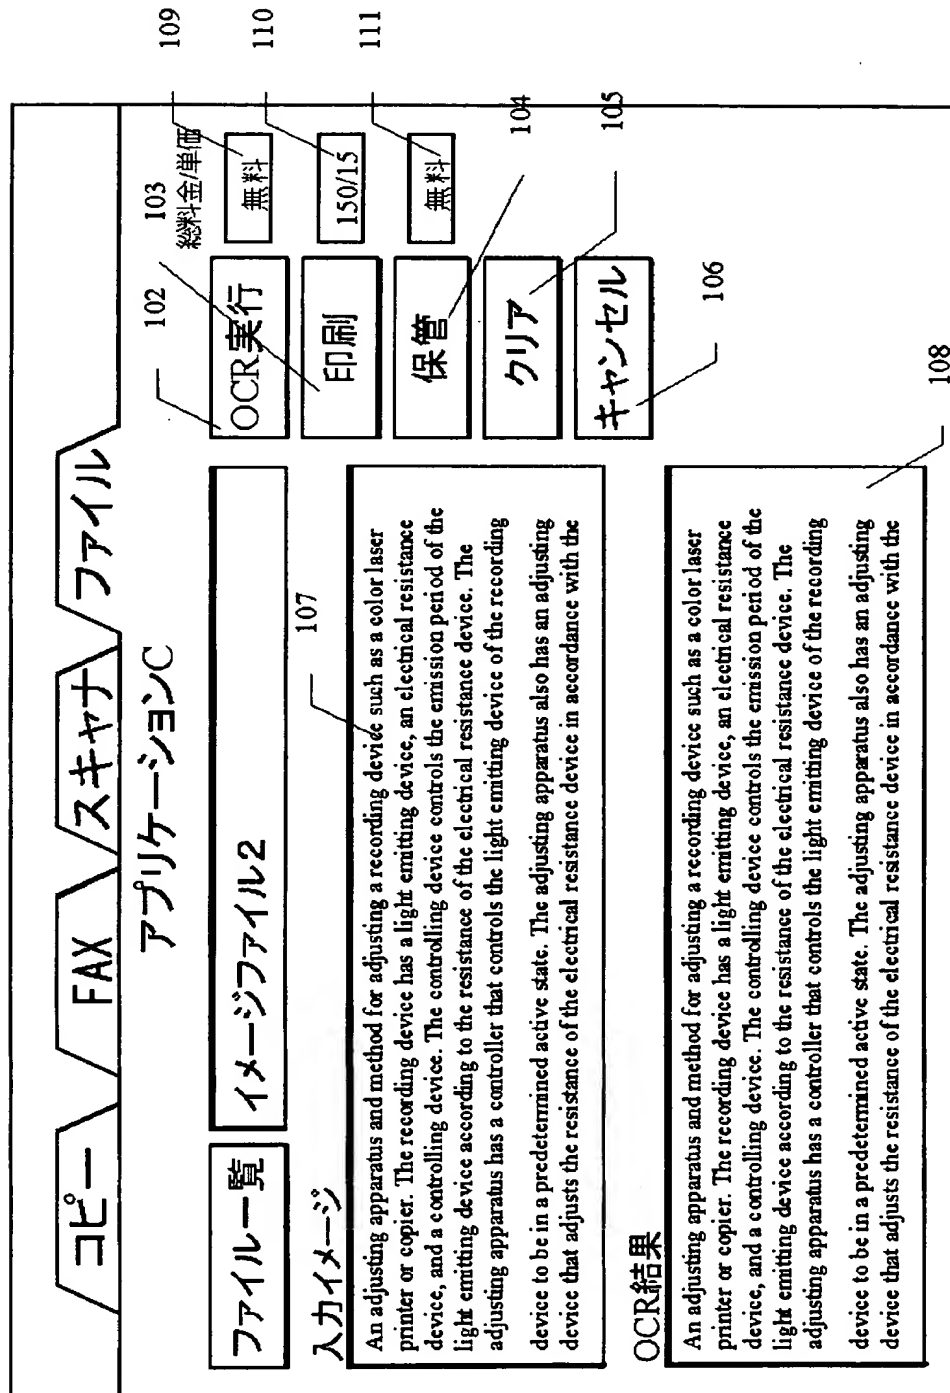 コピー
FAX
スキャナ
ファイル
アプリケーションC
ファイル一覧
イメージファイル2
102
103
総料金/単価
OCR実行
無料
109
印刷
150/15
110
保管
無料
111
クリア
104
キャンセル
105
106
入力イメージ
107
An adjusting apparatus and method for adjusting a recording device such as a color laser
printer or copier. The recording device has a light emitting device, an electrical resistance
device, and a controlling device. The controlling device controls the emission period of the
light emitting device according to the resistance of the electrical resistance device. The
adjusting apparatus has a controller that controls the light emitting device of the recording
device to be in a predetermined active state. The adjusting apparatus also has an adjusting
device that adjusts the resistance of the electrical resistance device in accordance with the
OCR結果
108
An adjusting apparatus and method for adjusting a recording device such as a color laser
printer or copier. The recording device has a light emitting device, an electrical resistance
device, and a controlling device. The controlling device controls the emission period of the
light emitting device according to the resistance of the electrical resistance device. The
adjusting apparatus has a controller that controls the light emitting device of the recording
device to be in a predetermined active state. The adjusting apparatus also has an adjusting
device that adjusts the resistance of the electrical resistance device in accordance with the